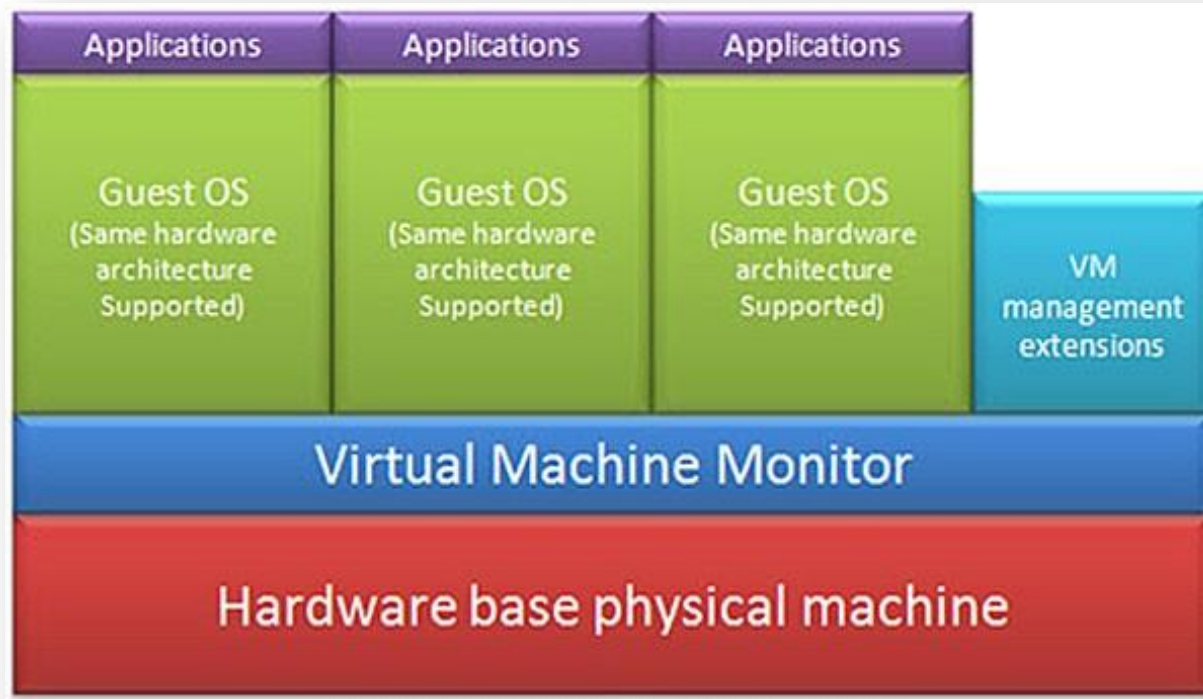 Applications
Applications
Applications
Guest OS
(Same hardware
architecture
Supported)
Guest OS
(Same hardware
architecture
Supported)
Guest OS
(Same hardware
architecture
Supported)
VM
management
extensions
Virtual Machine Monitor
Hardware base physical machine